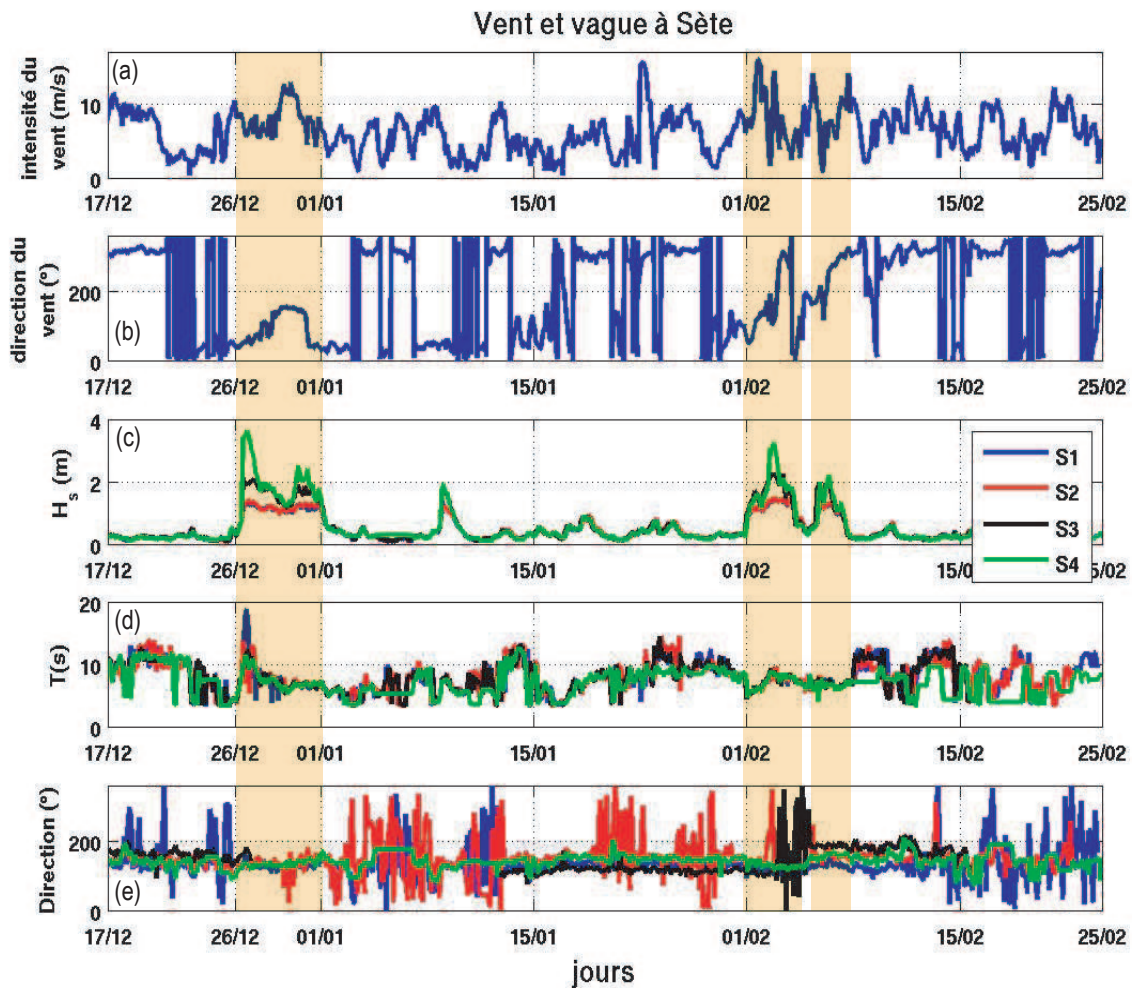 Vent et vague à Sète
(a)
intensité du
vent (m/s)
10
0
17/12 26/12 01/01 15/01 01/02 15/02 25/02
(b)
direction du
vent (°)
200
0
17/12 26/12 01/01 15/01 01/02 15/02 25/02
(c)
H s (m)
4
2
0
S1
S2
S3
S4
17/12 26/12 01/01 15/01 01/02 15/02 25/02
(d)
T(s)
20
10
0
17/12 26/12 01/01 15/01 01/02 15/02 25/02
(e)
Direction (°)
200
0
17/12 26/12 01/01 15/01 01/02 15/02 25/02
jours